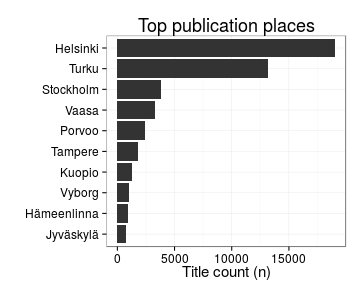 Top publication places
Helsinki
Turku
Stockholm
Vaasa
Porvoo
Tampere
Kuopio
Vyborg
Hämeenlinna
Jyväskylä
0 5000 10000 15000
Title count (n)